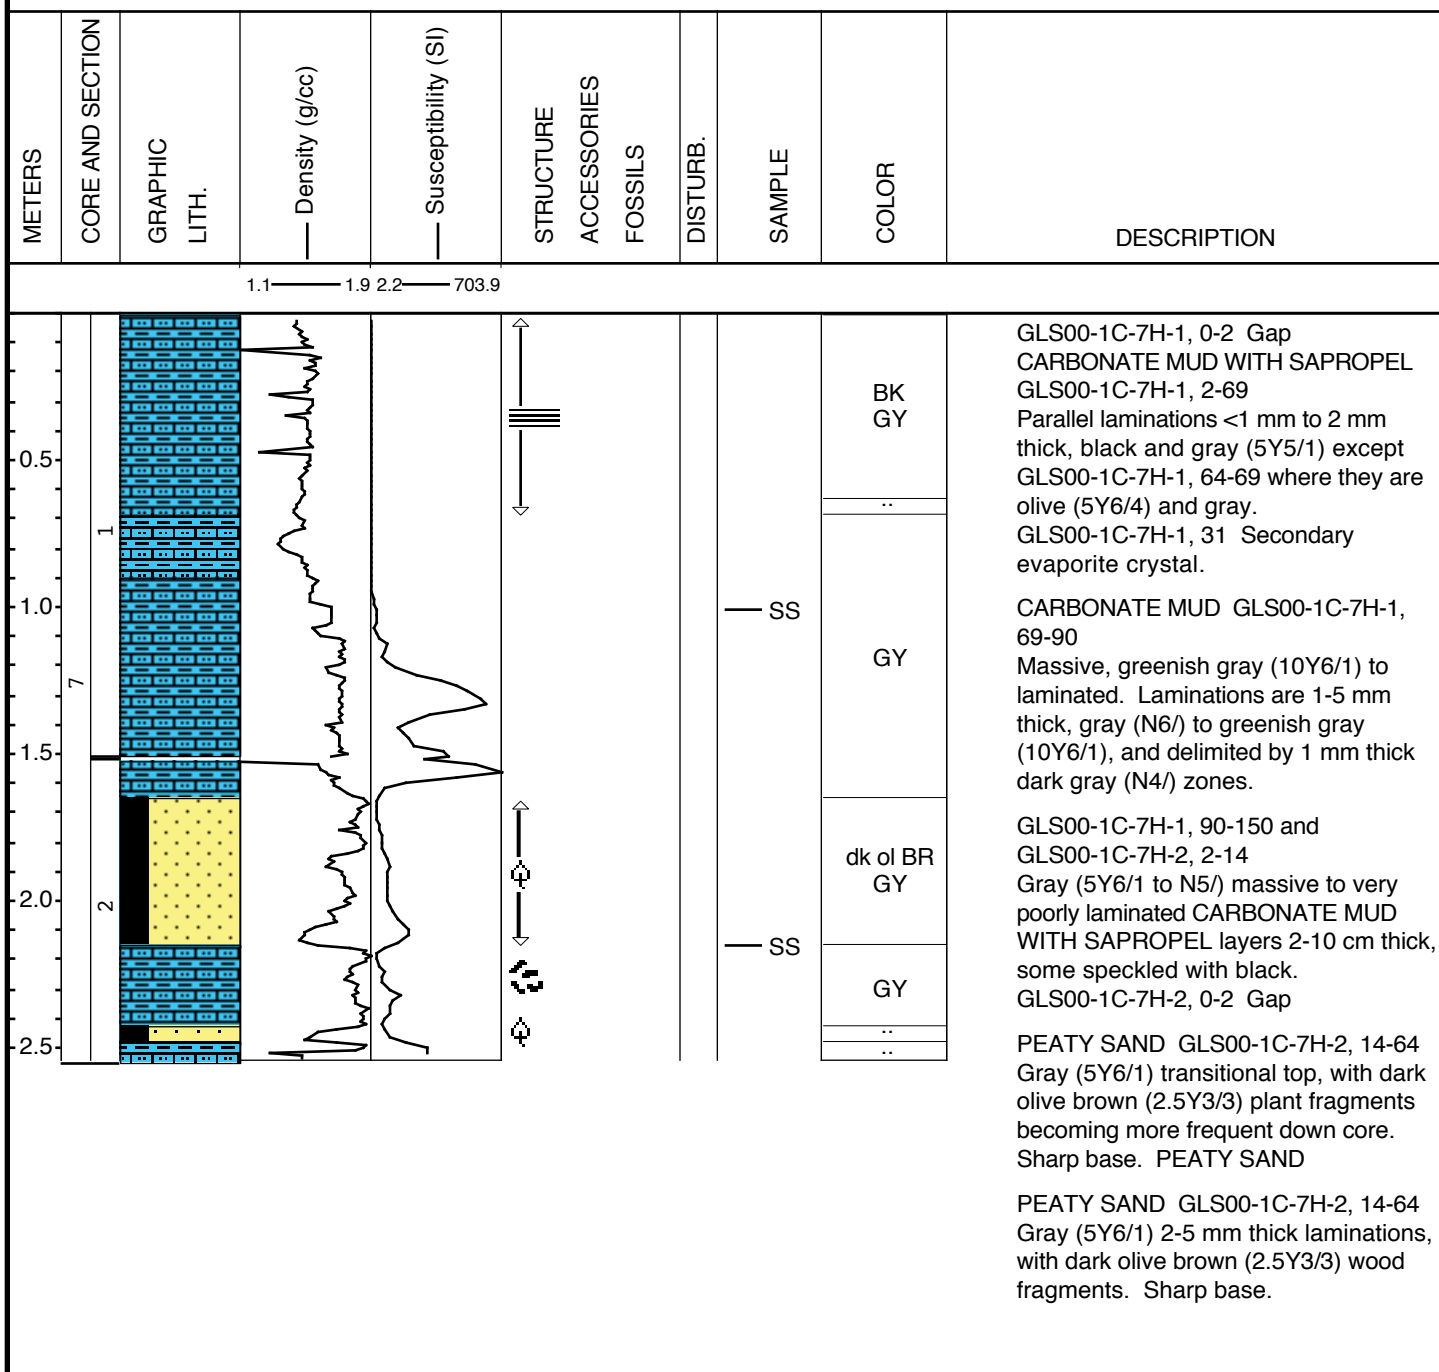 METERS
CORE AND SECTION
GRAPHIC
LITH.
Density (g/cc)
Susceptibility (SI)
STRUCTURE
ACCESSORIES
FOSSILS
DISTURB.
SAMPLE
COLOR
DESCRIPTION
1.1 1.9 2.2 703.9
0.5
1.0
1.5
2.0
2.5
7
1
2
SS
SS
BK
GY
..
GY
dk ol BR
GY
GY
..
..
GLS00-1C-7H-1, 0-2 Gap
CARBONATE MUD WITH SAPROPEL
GLS00-1C-7H-1, 2-69
Parallel laminations <1 mm to 2 mm
thick, black and gray (5Y5/1) except
GLS00-1C-7H-1, 64-69 where they are
olive (5Y6/4) and gray.
GLS00-1C-7H-1, 31 Secondary
evaporite crystal.
CARBONATE MUD GLS00-1C-7H-1,
69-90
Massive, greenish gray (10Y6/1) to
laminated. Laminations are 1-5 mm
thick, gray (N6/) to greenish gray
(10Y6/1), and delimited by 1 mm thick
dark gray (N4/) zones.
GLS00-1C-7H-1, 90-150 and
GLS00-1C-7H-2, 2-14
Gray (5Y6/1 to N5/) massive to very
poorly laminated CARBONATE MUD
WITH SAPROPEL layers 2-10 cm thick,
some speckled with black.
GLS00-1C-7H-2, 0-2 Gap
PEATY SAND GLS00-1C-7H-2, 14-64
Gray (5Y6/1) transitional top, with dark
olive brown (2.5Y3/3) plant fragments
becoming more frequent down core.
Sharp base. PEATY SAND
PEATY SAND GLS00-1C-7H-2, 14-64
Gray (5Y6/1) 2-5 mm thick laminations,
with dark olive brown (2.5Y3/3) wood
fragments. Sharp base.